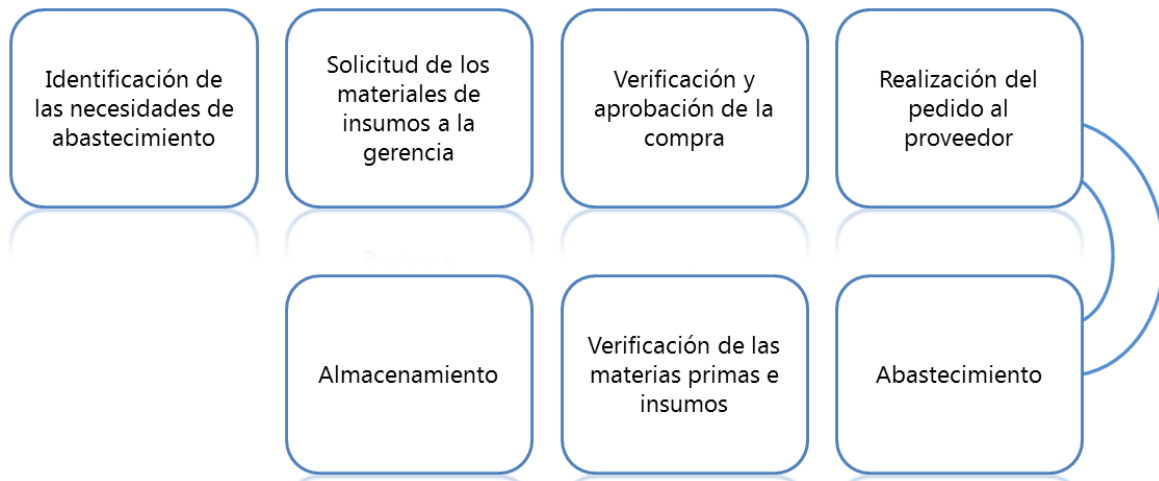 Identificación de
las necesidades de
abastecimiento
Solicitud de los
materiales de
insumos a la
gerencia
Verificación y
aprobación de la
compra
Realización del
pedido al
proveedor
Abastecimiento
Verificación de las
materias primas e
insumos
Almacenamiento